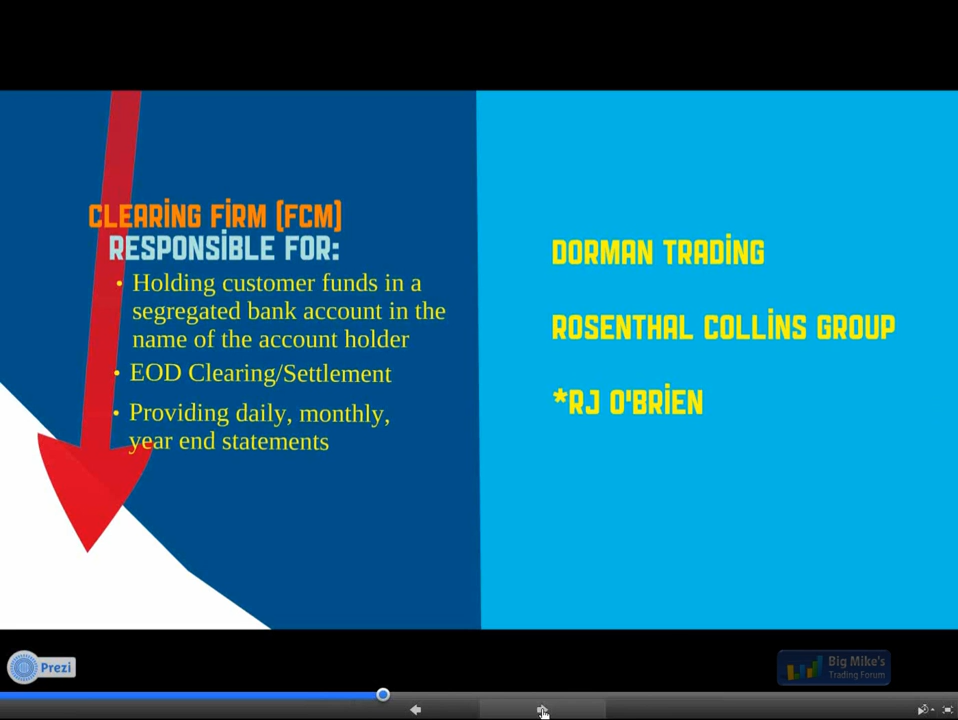 CLEARING FIRM (FCM)
RESPONSIBLE FOR:
• Holding customer funds in a
segregated bank account in the
name of the account holder
• EOD Clearing/Settlement
• Providing daily, monthly,
year end statements
DORMAN TRADING
ROSENTHAL COLLINS GROUP
*RJ O'BRIEN
Prezi
Big Mike's
Trading Forum